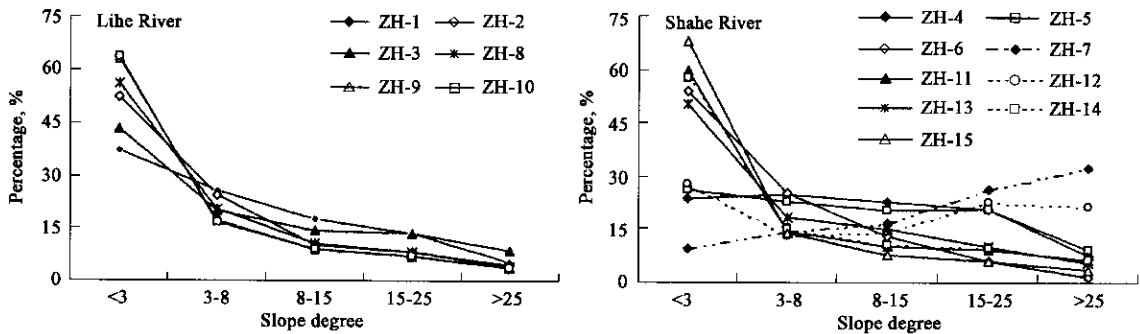 Lihe River
ZH-1 ZH-2
ZH-3 ZH-8
ZH-9 ZH-10
Percentage, %
75
60
45
30
15
0
<3 3-8 8-15 15-25 >25
Slope degree
Shahe River
ZH-4 ZH-5
ZH-6 ZH-7
ZH-11 ZH-12
ZH-13 ZH-14
ZH-15
Percentage, %
75
60
45
30
15
0
<3 3-8 8-15 15-25 >25
Slope degree